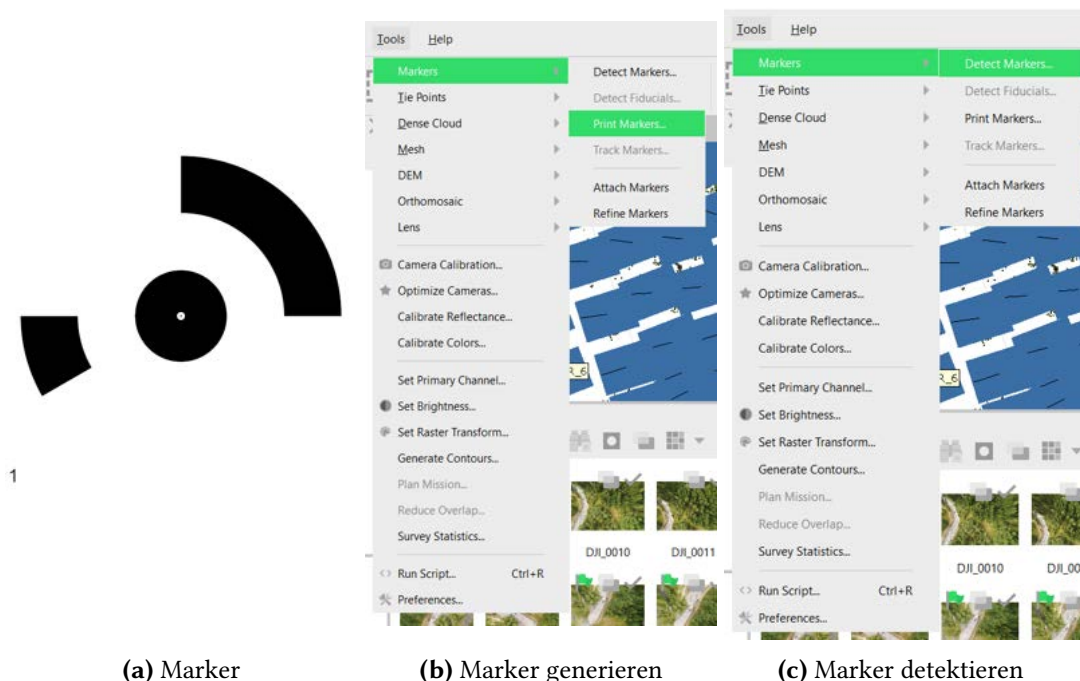 1
Tools Help
Markers
Tie Points
Dense Cloud
Mesh
DEM
Orthomosaic
Lens
Camera Calibration...
Optimize Cameras...
Calibrate Reflectance...
Calibrate Colors...
Set Primary Channel...
Set Brightness...
Set Raster Transform...
Generate Contours...
Plan Mission...
Reduce Overlap...
Survey Statistics...
Run Script... Ctrl+R
Preferences...
Detect Markers...
Detect Fiducials...
Print Markers...
Track Markers...
Attach Markers
Refine Markers
R_6
DJI_0010 DJI_0011
Tools Help
Markers
Tie Points
Dense Cloud
Mesh
DEM
Orthomosaic
Lens
Camera Calibration...
Optimize Cameras...
Calibrate Reflectance...
Calibrate Colors...
Set Primary Channel...
Set Brightness...
Set Raster Transform...
Generate Contours...
Plan Mission...
Reduce Overlap...
Survey Statistics...
Run Script... Ctrl+R
Preferences...
Detect Markers...
Detect Fiducials...
Print Markers...
Track Markers...
Attach Markers
Refine Markers
R_6
DJI_0010 DJI_00
(a) Marker
(b) Marker generieren
(c) Marker detektieren